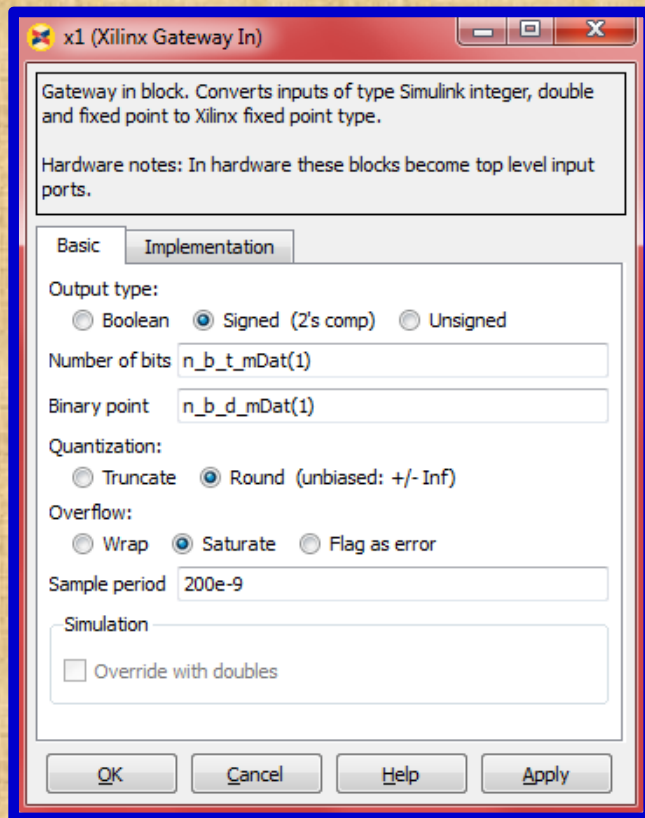 x1 (Xilinx Gateway In)
Gateway in block. Converts inputs of type Simulink integer, double
and fixed point to Xilinx fixed point type.
Hardware notes: In hardware these blocks become top level input
ports.
Basic Implementation
Output type:
Boolean Signed (2's comp) Unsigned
Number of bits n_b_t_mDat(1)
Binary point n_b_d_mDat(1)
Quantization:
Truncate Round (unbiased: +/- Inf)
Overflow:
Wrap Saturate Flag as error
Sample period 200e-9
Simulation
Override with doubles
OK Cancel Help Apply